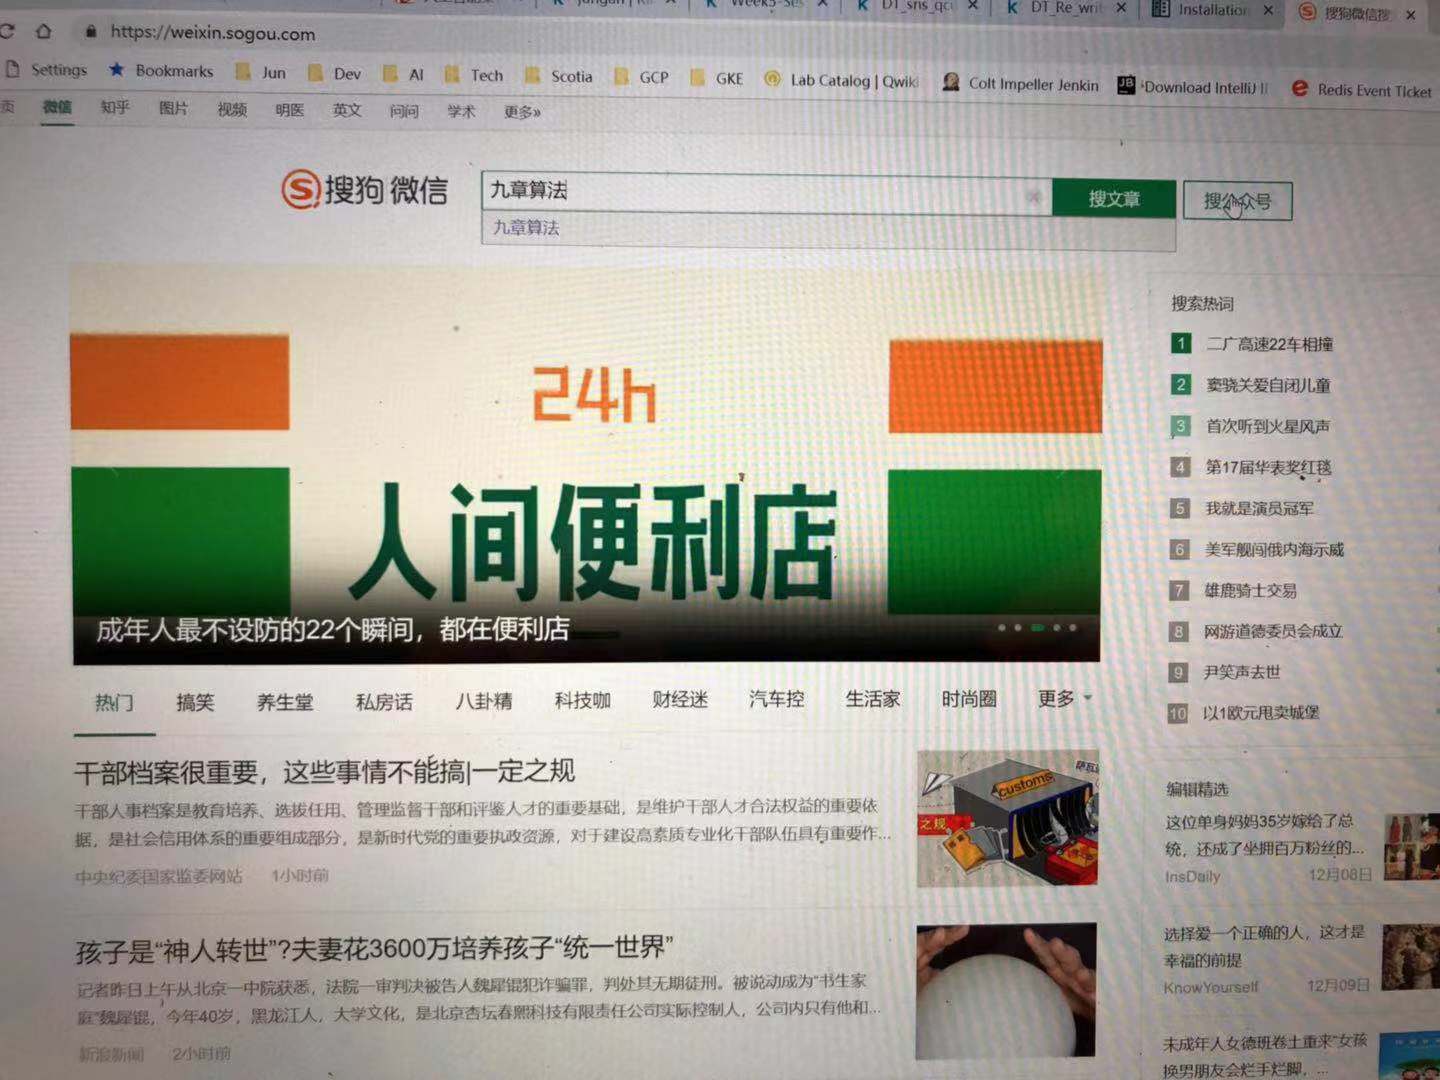 DT_sns_qc
DT_Re_writ
Installation
搜狗微信搜
https://weixin.sogou.com
Settings
Bookmarks
Jun
Dev
AI
Tech
Scotia
GCP
GKE
Lab Catalog | Qwik
Colt Impeller Jenkin
Download IntelliJ I
Redis Event Ticket
页 微信 知乎 图片 视频 明医 英文 问问 学术 更多»
搜狗 微信
九章算法
搜文章
搜公众号
九章算法
24h
人间便利店
成年人最不设防的22个瞬间，都在便利店
搜索热词
1 二广高速22车相撞
2 窦骁关爱自闭儿童
3 首次听到火星风声
4 第17届华表奖红毯
5 我就是演员冠军
6 美军舰闯俄内海示威
7 雄鹿骑士交易
8 网游道德委员会成立
9 尹笑声去世
10 以1欧元甩卖城堡
热门 搞笑 养生堂 私房话 八卦精 科技咖 财经迷 汽车控 生活家 时尚圈 更多
干部档案很重要，这些事情不能搞|一定之规
干部人事档案是教育培养、选拔任用、管理监督干部和评鉴人才的重要基础，是维护干部人才合法权益的重要依
据，是社会信用体系的重要组成部分，是新时代党的重要执政资源，对于建设高素质专业化干部队伍具有重要作...
中央纪委国家监委网站 1小时前
customs
之规
孩子是“神人转世”?夫妻花3600万培养孩子“统一世界”
记者昨日上午从北京一中院获悉，法院一审判决被告人魏犀锟犯诈骗罪，判处其无期徒刑。被说动成为“书生家
庭”魏犀锟，今年40岁，黑龙江人，大学文化，是北京杏坛春熙科技有限责任公司实际控制人，公司内只有他和...
新浪新闻 2小时前
编辑精选
这位单身妈妈35岁嫁给了总
统，还成了坐拥百万粉丝的...
InsDaily 12月08日
选择爱一个正确的人，这才是
幸福的前提
KnowYourself 12月09日
未成年人女德班卷土重来“女孩
换男朋友会烂手烂脚，...